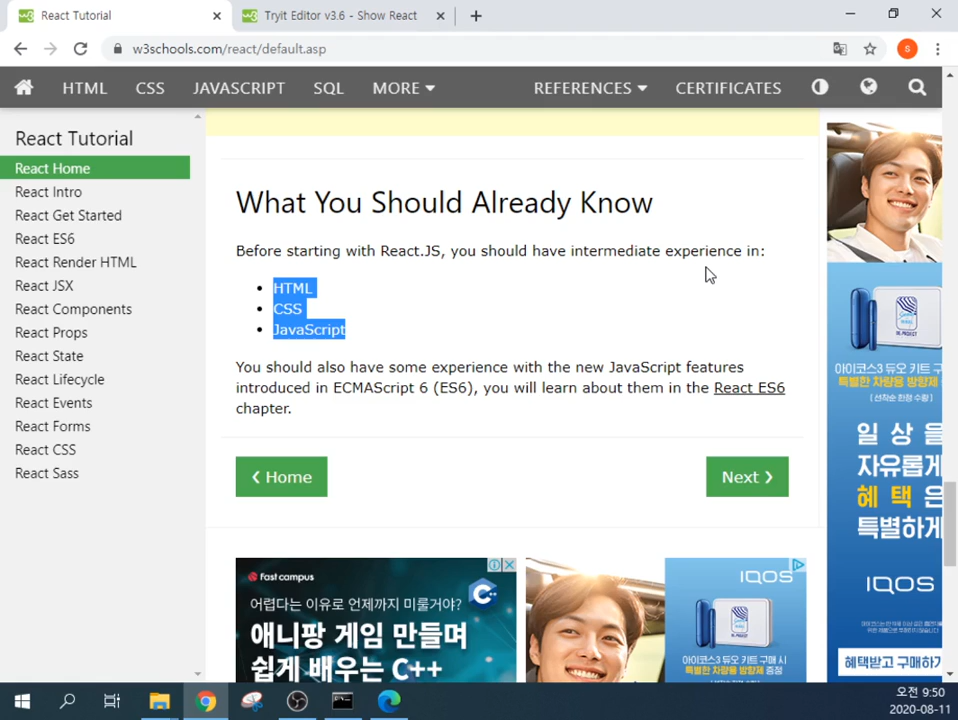 React Tutorial
Tryit Editor v3.6 - Show React
w3schools.com/react/default.asp
S
HTML CSS JAVASCRIPT SQL MORE REFERENCES CERTIFICATES
React Tutorial
React Home
React Intro
React Get Started
React ES6
React Render HTML
React JSX
React Components
React Props
React State
React Lifecycle
React Events
React Forms
React CSS
React Sass
What You Should Already Know
Before starting with React.JS, you should have intermediate experience in:
• HTML
• CSS
• JavaScript
You should also have some experience with the new JavaScript features
introduced in ECMAScript 6 (ES6), you will learn about them in the React ES6
chapter.
❮ Home
Next ❯
Fast campus
어렵다는 이유로 언제까지 미룰거야?
애니팡 게임 만들며
쉽게 배우는 C++
IQOS
아이코스3 듀오 키트 구매 시
특별한 차량용 방향제 증정
아이코스3 듀오 키트 구
특별한 차량용 방향제
( 선착순 한정 수량 )
일 상 을
자유롭게
혜 택 은
특별하게
IQOS
혜택받고 구매하기
오전 9:50
2020-08-11